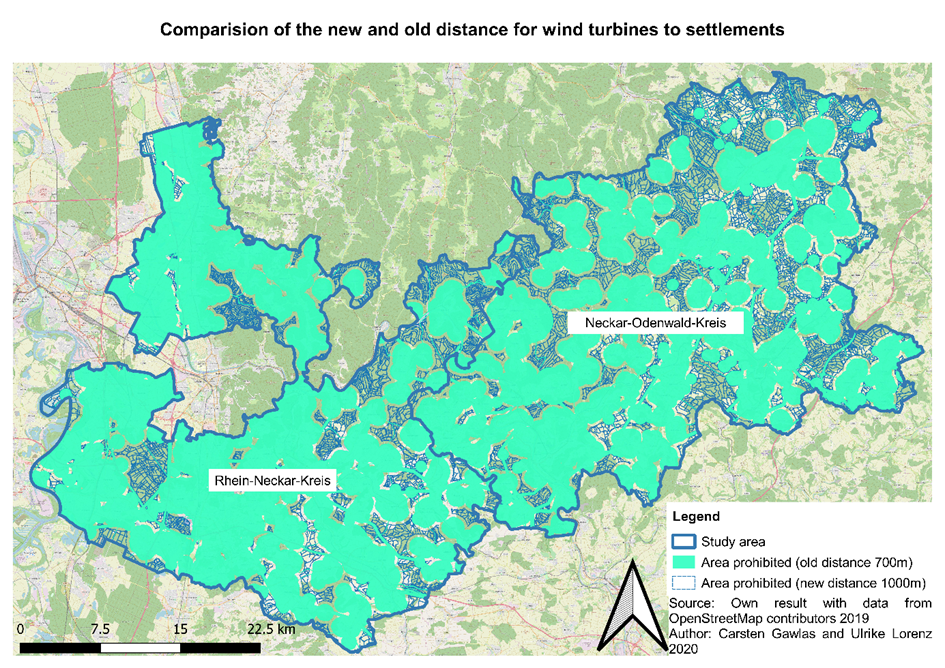 Comparision of the new and old distance for wind turbines to settlements
Neckar-Odenwald-Kreis
Rhein-Neckar-Kreis
Legend
Study area
Area prohibited (old distance 700m)
Area prohibited (new distance 1000m)
Source: Own result with data from
OpenStreetMap contributors 2019
Author: Carsten Gawlas and Ulrike Lorenz
2020
0 7.5 15 22.5 km